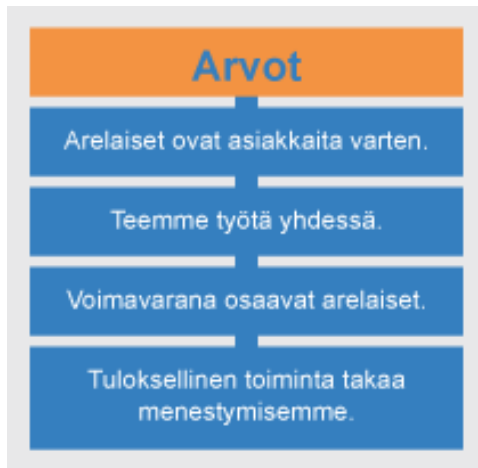 Arvot
Arelaiset ovat asiakkaita varten.
Teemme työtä yhdessä.
Voimavarana osaavat arelaiset.
Tuloksellinen toiminta takaa
menestymisemme.